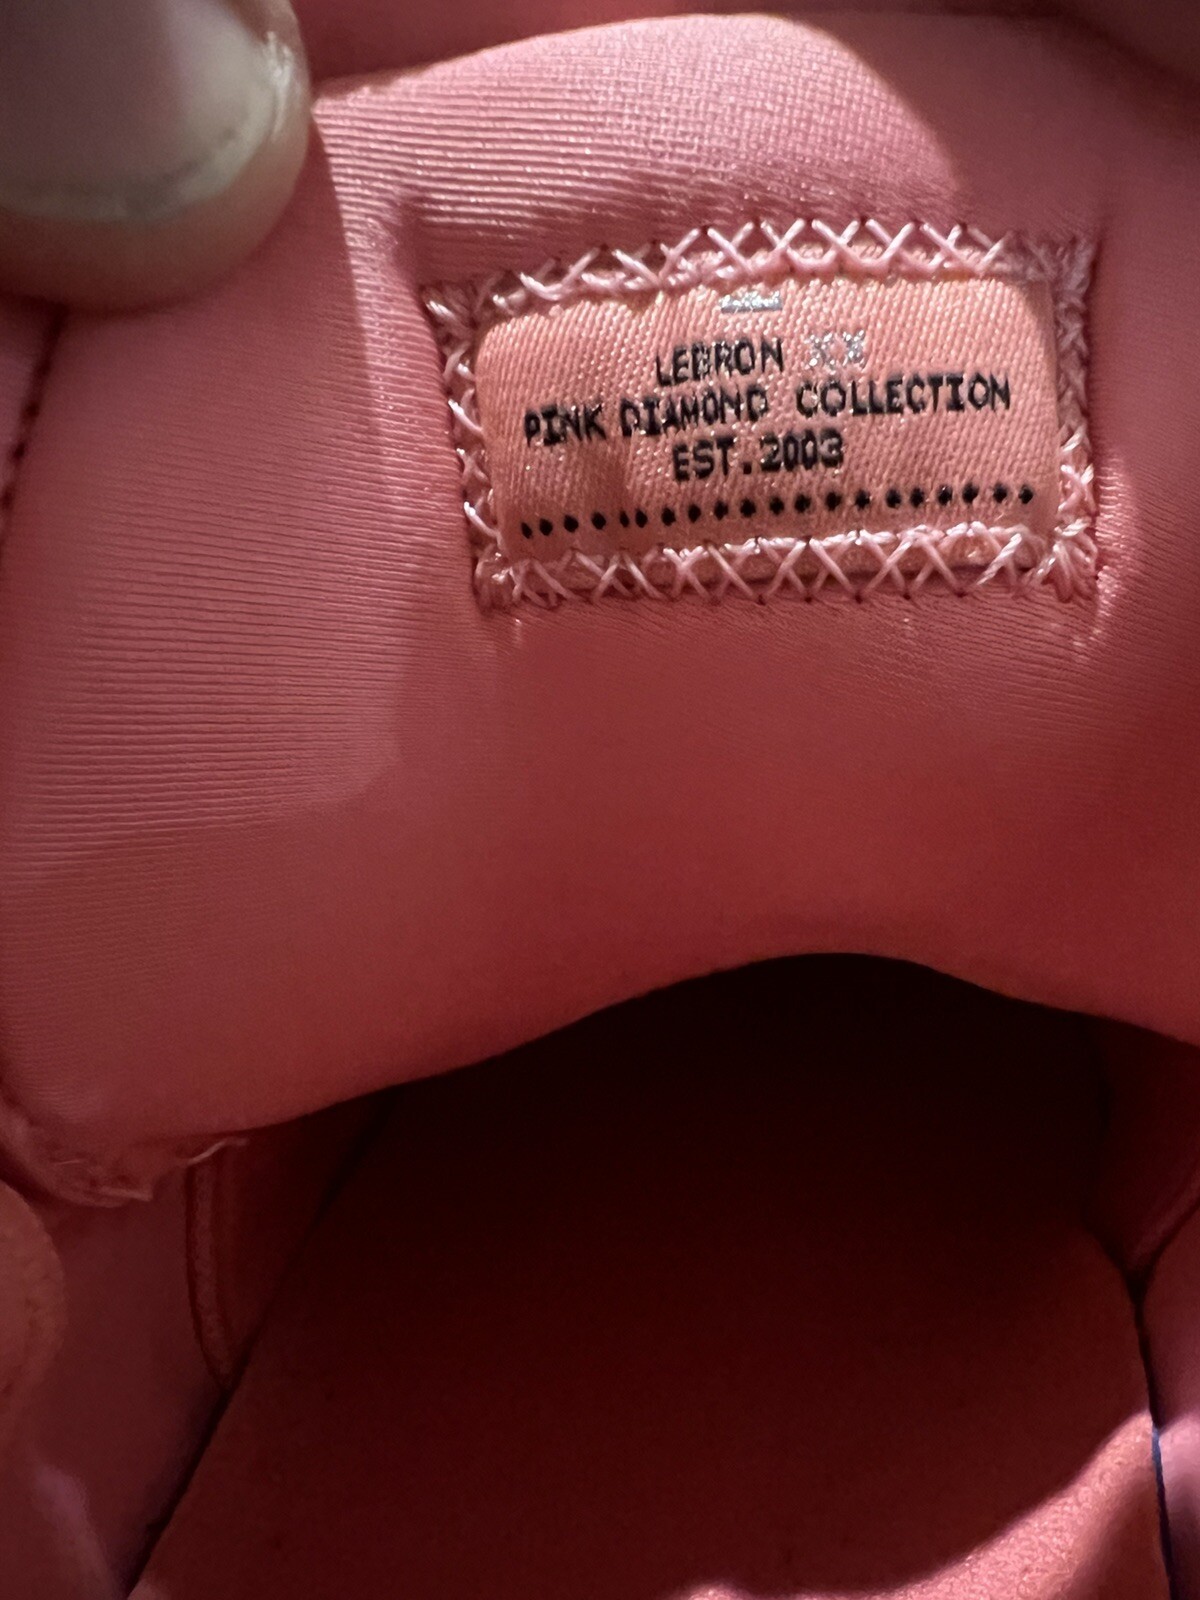 LEBRON XX
PINK DIAMOND COLLECTION
EST.2003